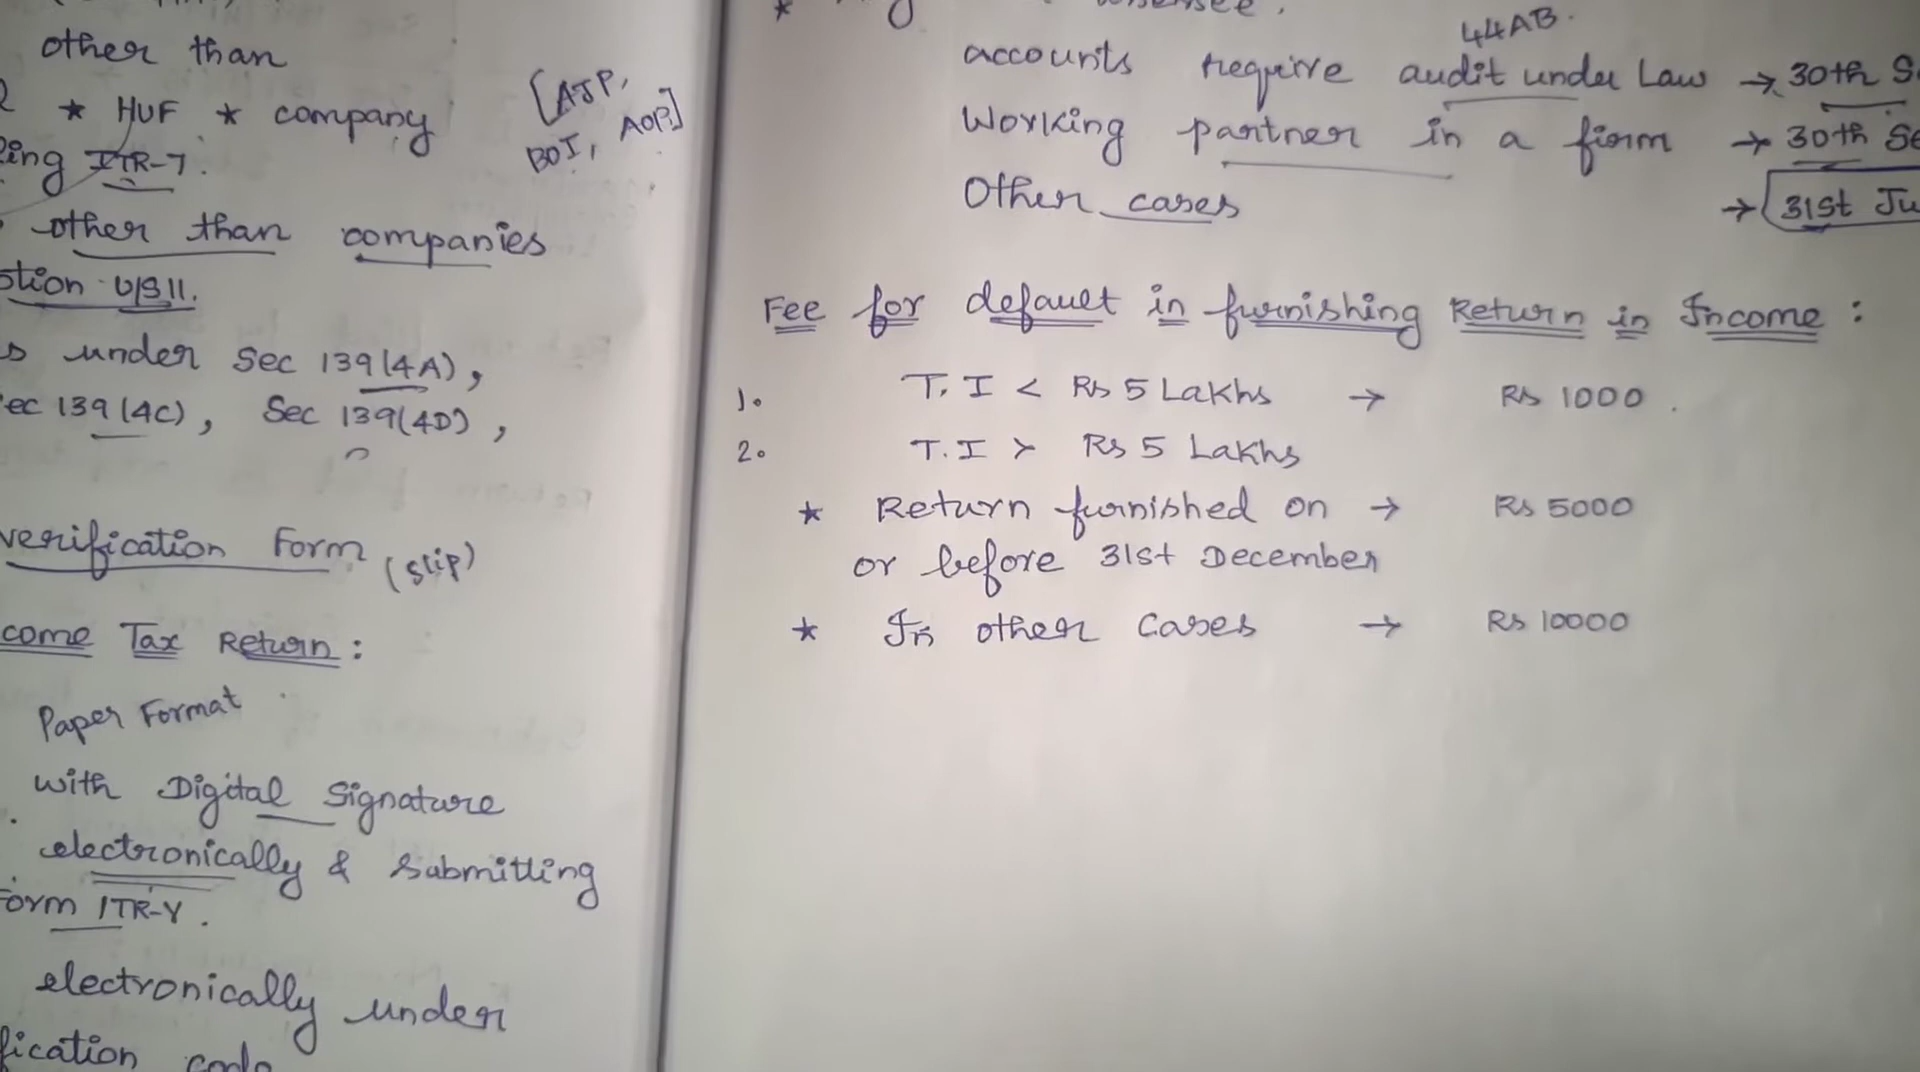 other than
* HUF * company
[AJP,
BOI, AOP]
ITR-7.
other than companies
U/S 11.
under Sec 139(4A),
139(4C), Sec 139(4D),
verification Form (slip)
Tax Return:
Paper Format
with Digital Signature
electronically & submitting
Form ITR-V.
electronically under
code
44AB.
accounts require audit under Law → 30th
Working partner in a firm → 30th
Other cases → 31st
Fee for default in furnishing Return in Income:
1. T.I < Rs 5 Lakhs → Rs 1000.
2. T.I > Rs 5 Lakhs
* Return furnished on → Rs 5000
or before 31st December
* In other cases → Rs 10000